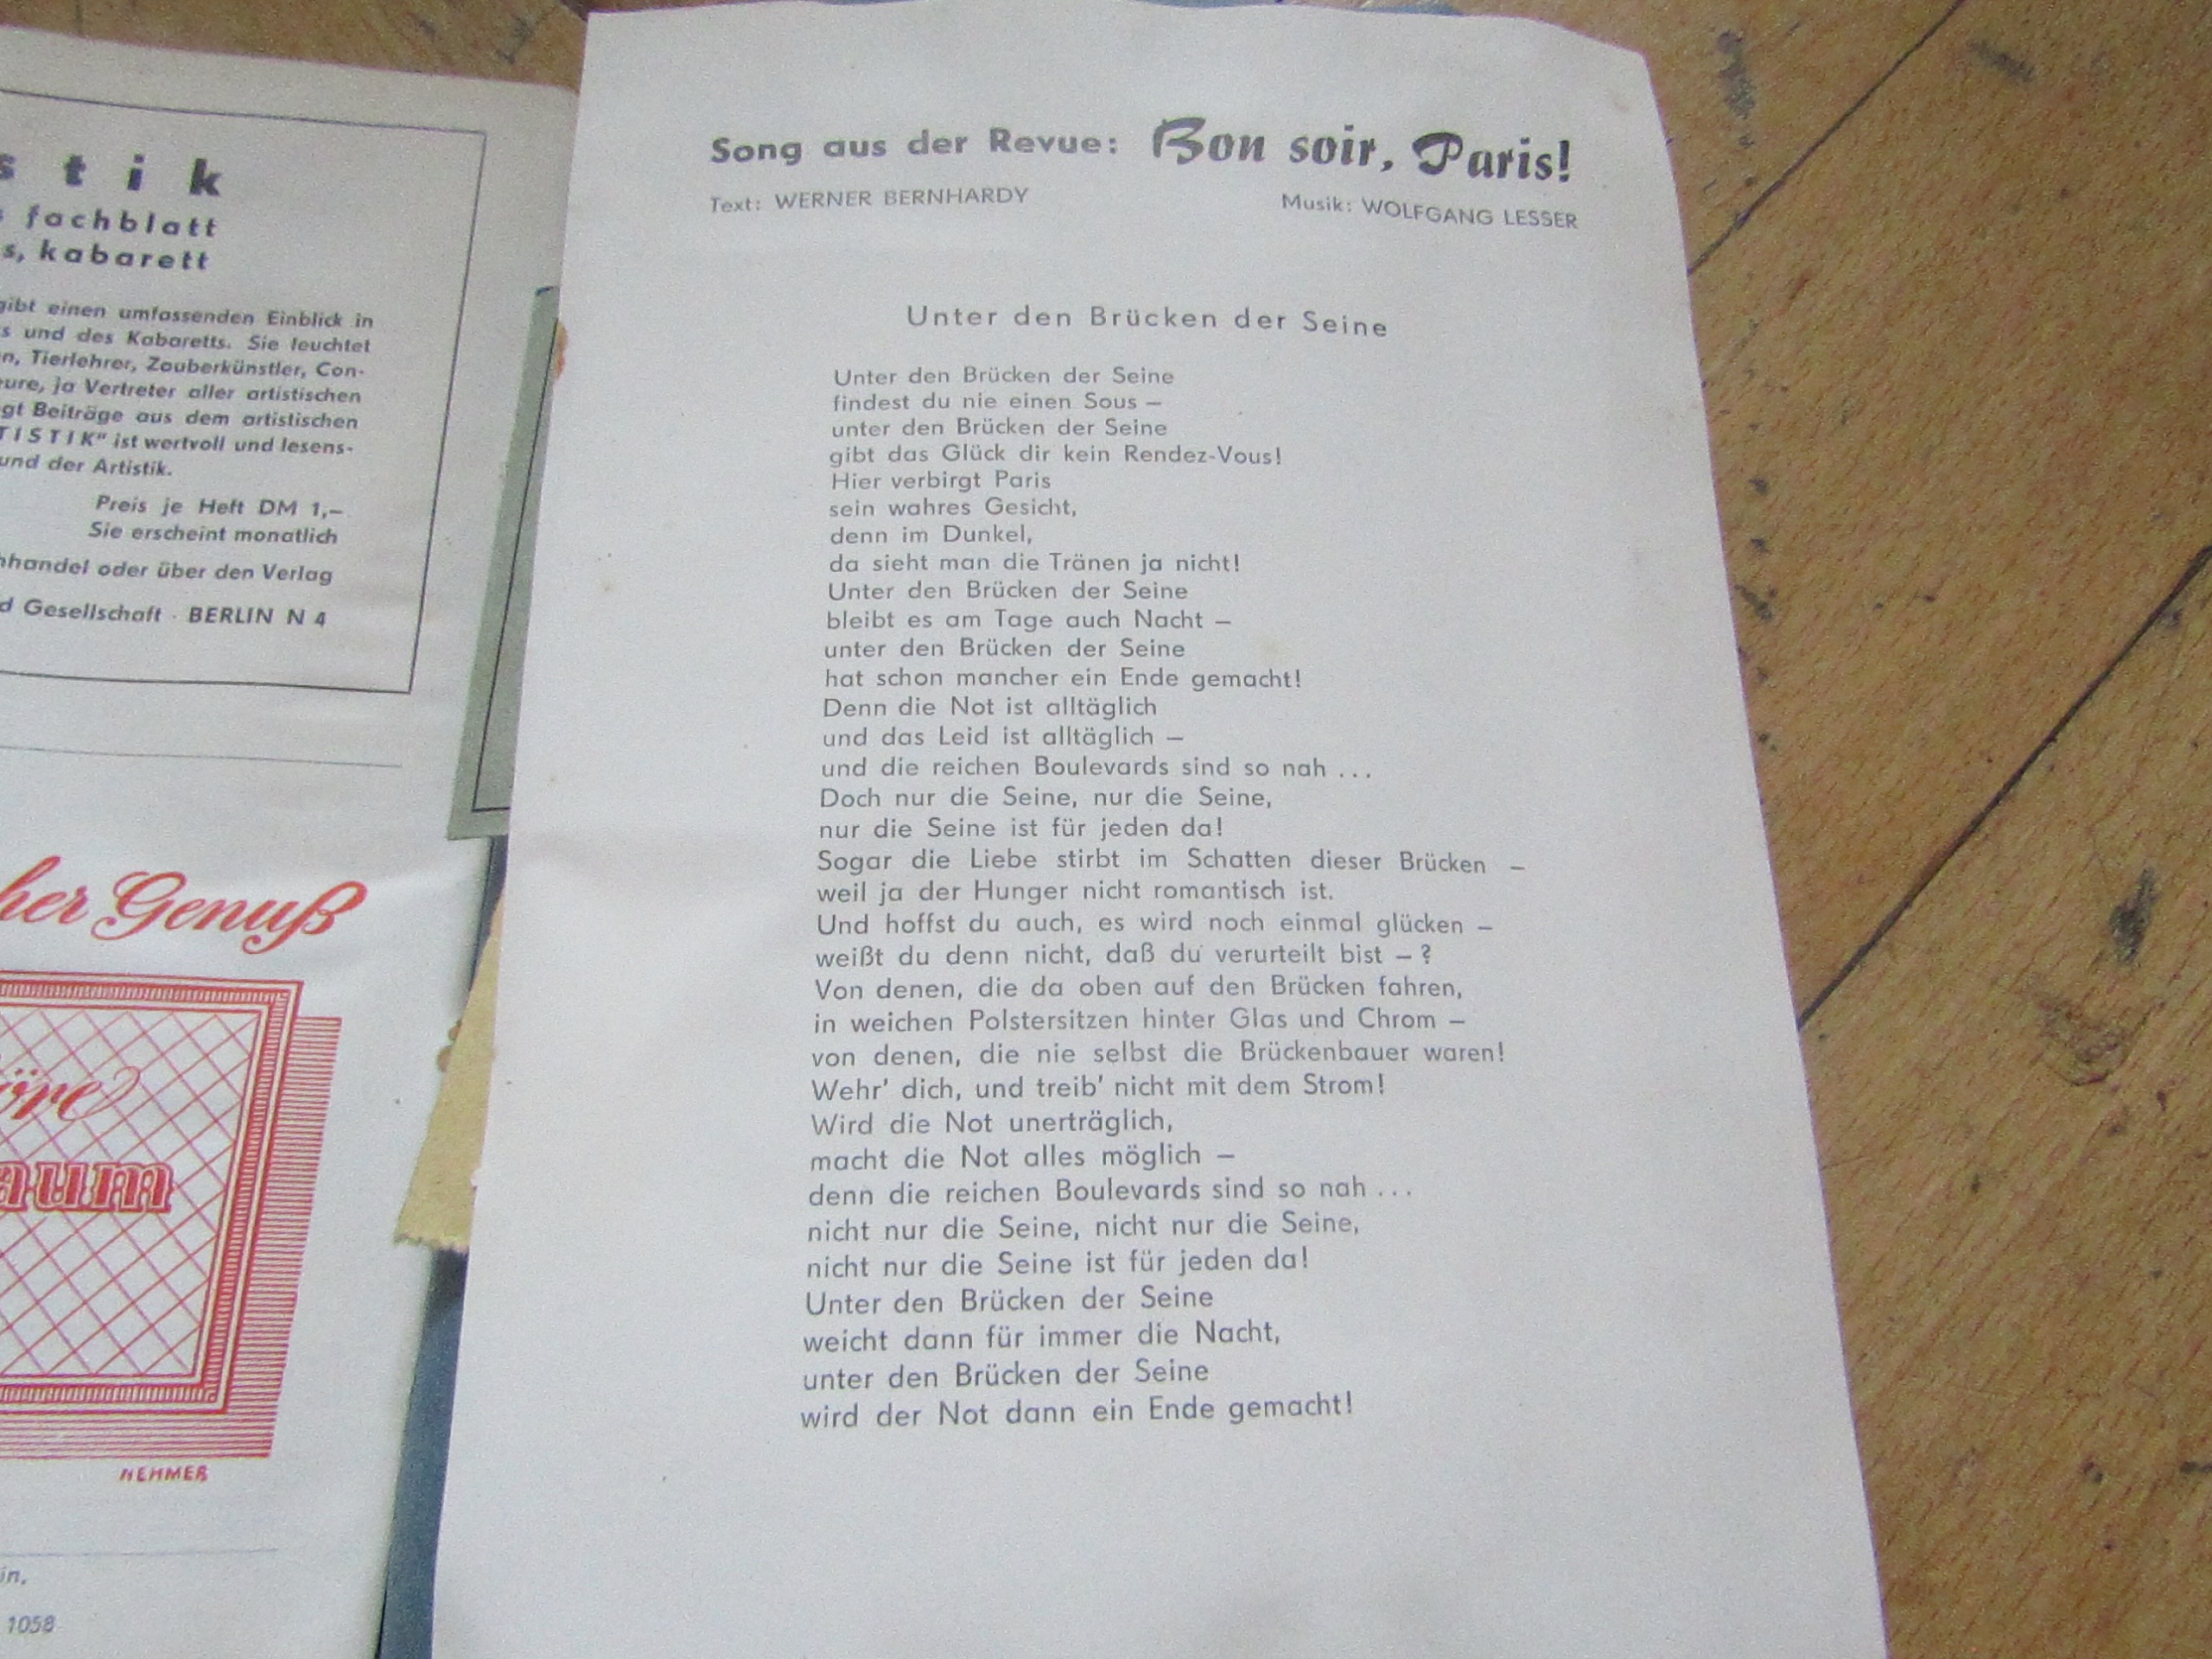 stik
fachblatt
s, kabarett
gibt einen umfassenden Einblick in
s und des Kabaretts. Sie leuchtet
n, Tierlehrer, Zauberkünstler, Con-
eure, ja Vertreter aller artistischen
gt Beiträge aus dem artistischen
TISTIK" ist wertvoll und lesens-
und der Artistik.
Preis je Heft DM 1,–
Sie erscheint monatlich
hhandel oder über den Verlag
d Gesellschaft · BERLIN N 4
her Genuß
öre
aum
NEHMER
in,
1058
Song aus der Revue: Bon soir, Paris!
Text: WERNER BERNHARDY Musik: WOLFGANG LESSER
Unter den Brücken der Seine
Unter den Brücken der Seine
findest du nie einen Sous –
unter den Brücken der Seine
gibt das Glück dir kein Rendez-Vous!
Hier verbirgt Paris
sein wahres Gesicht,
denn im Dunkel,
da sieht man die Tränen ja nicht!
Unter den Brücken der Seine
bleibt es am Tage auch Nacht –
unter den Brücken der Seine
hat schon mancher ein Ende gemacht!
Denn die Not ist alltäglich
und das Leid ist alltäglich –
und die reichen Boulevards sind so nah ...
Doch nur die Seine, nur die Seine,
nur die Seine ist für jeden da!
Sogar die Liebe stirbt im Schatten dieser Brücken –
weil ja der Hunger nicht romantisch ist.
Und hoffst du auch, es wird noch einmal glücken –
weißt du denn nicht, daß du verurteilt bist – ?
Von denen, die da oben auf den Brücken fahren,
in weichen Polstersitzen hinter Glas und Chrom –
von denen, die nie selbst die Brückenbauer waren!
Wehr' dich, und treib' nicht mit dem Strom!
Wird die Not unerträglich,
macht die Not alles möglich –
denn die reichen Boulevards sind so nah ...
nicht nur die Seine, nicht nur die Seine,
nicht nur die Seine ist für jeden da!
Unter den Brücken der Seine
weicht dann für immer die Nacht,
unter den Brücken der Seine
wird der Not dann ein Ende gemacht!